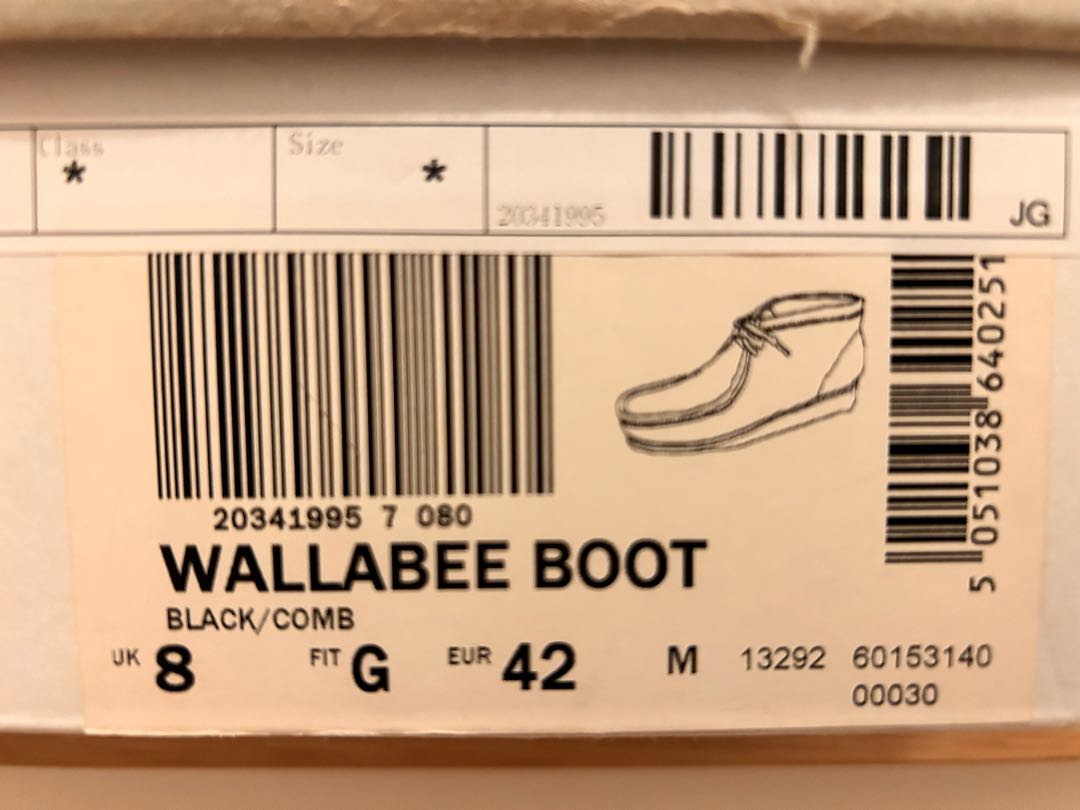 Class Size
* * 20341995 JG
20341995 7 080
WALLABEE BOOT
BLACK/COMB
UK 8 FIT G EUR 42 M 13292 60153140
00030
5 051038 640251